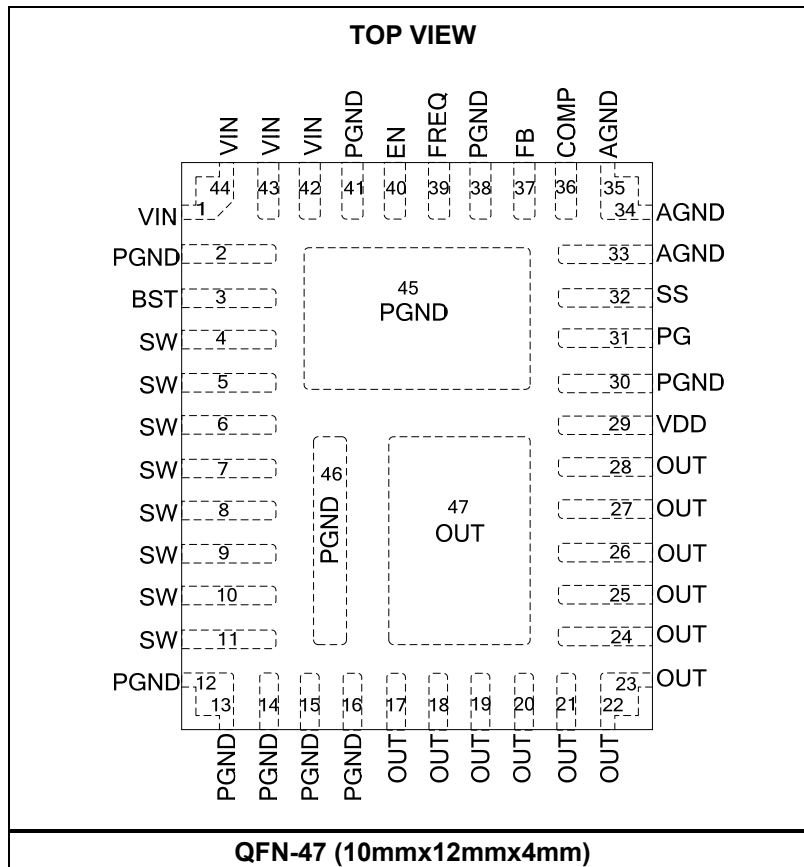 TOP VIEW
VIN VIN VIN PGND EN FREQ PGND FB COMP AGND
44 43 42 41 40 39 38 37 36 35
VIN 1 34 AGND
PGND 2 33 AGND
BST 3 32 SS
SW 4 31 PG
SW 5 30 PGND
SW 6 29 VDD
SW 7 28 OUT
SW 8 27 OUT
SW 9 26 OUT
SW 10 25 OUT
SW 11 24 OUT
PGND 12 23 OUT
45
PGND
46
PGND
47
OUT
13 14 15 16 17 18 19 20 21 22
PGND PGND PGND PGND OUT OUT OUT OUT OUT OUT
QFN-47 (10mmx12mmx4mm)